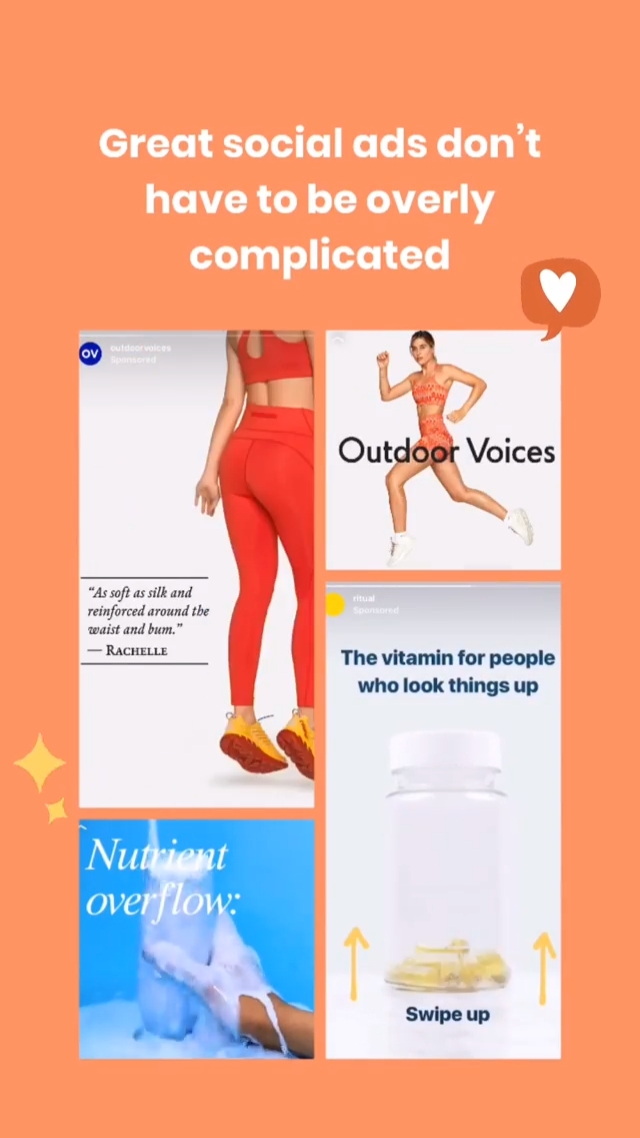 Great social ads don’t
have to be overly
complicated
OV
outdoorvoices
Sponsored
“As soft as silk and
reinforced around the
waist and bum.”
— RACHELLE
Outdoor Voices
ritual
Sponsored
The vitamin for people
who look things up
Swipe up
Nutrient
overflow: